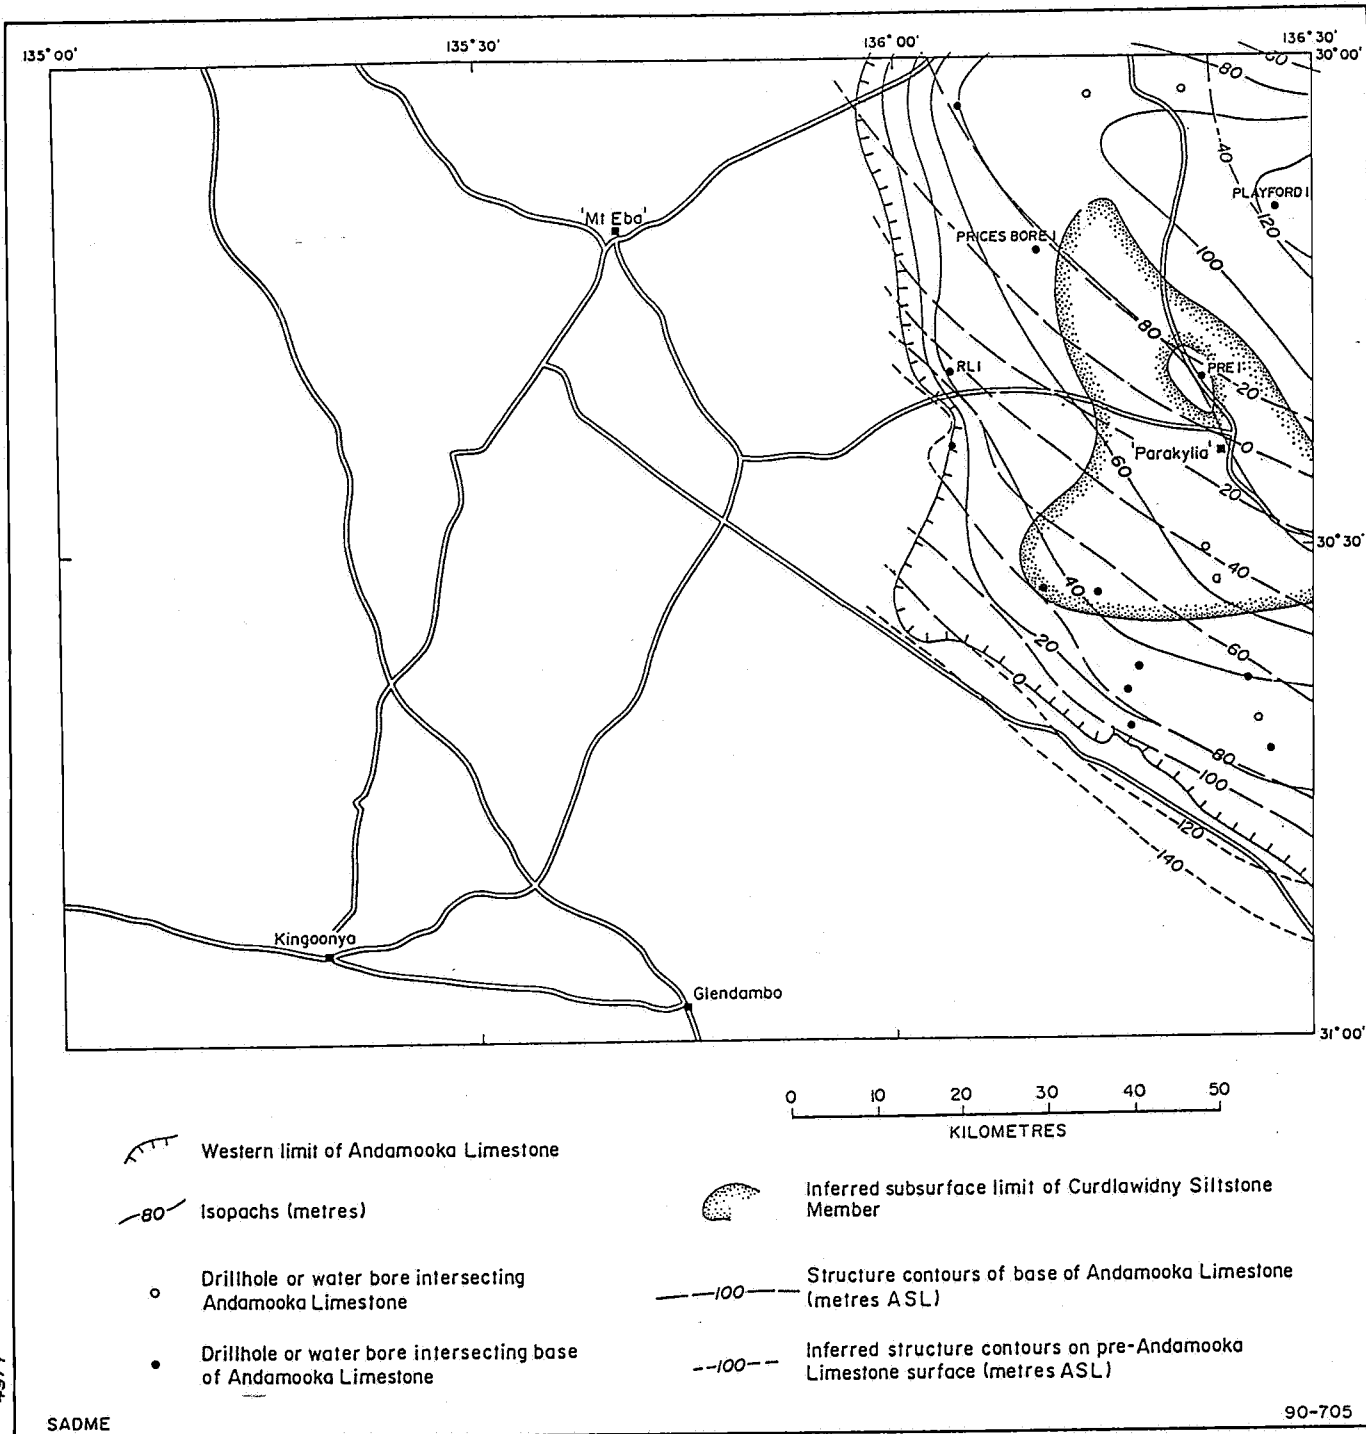 135°00'
135°30'
136°00'
136°30'
30°00'
60
80
40
PLAYFORD 1
120
'Mt Eba'
PRICES BORE 1
100
80
RL1
PRE 1
20
0
'Parakylia'
60
20
30°30'
40
40
20
60
0
80
100
120
140
Kingoonya
Glendambo
31°00'
0 10 20 30 40 50
KILOMETRES
Western limit of Andamooka Limestone
80
Isopachs (metres)
Drillhole or water bore intersecting
Andamooka Limestone
Drillhole or water bore intersecting base
of Andamooka Limestone
Inferred subsurface limit of Curdlawidny Siltstone
Member
100
Structure contours of base of Andamooka Limestone
(metres ASL)
100
Inferred structure contours on pre-Andamooka
Limestone surface (metres ASL)
SADME
90-705